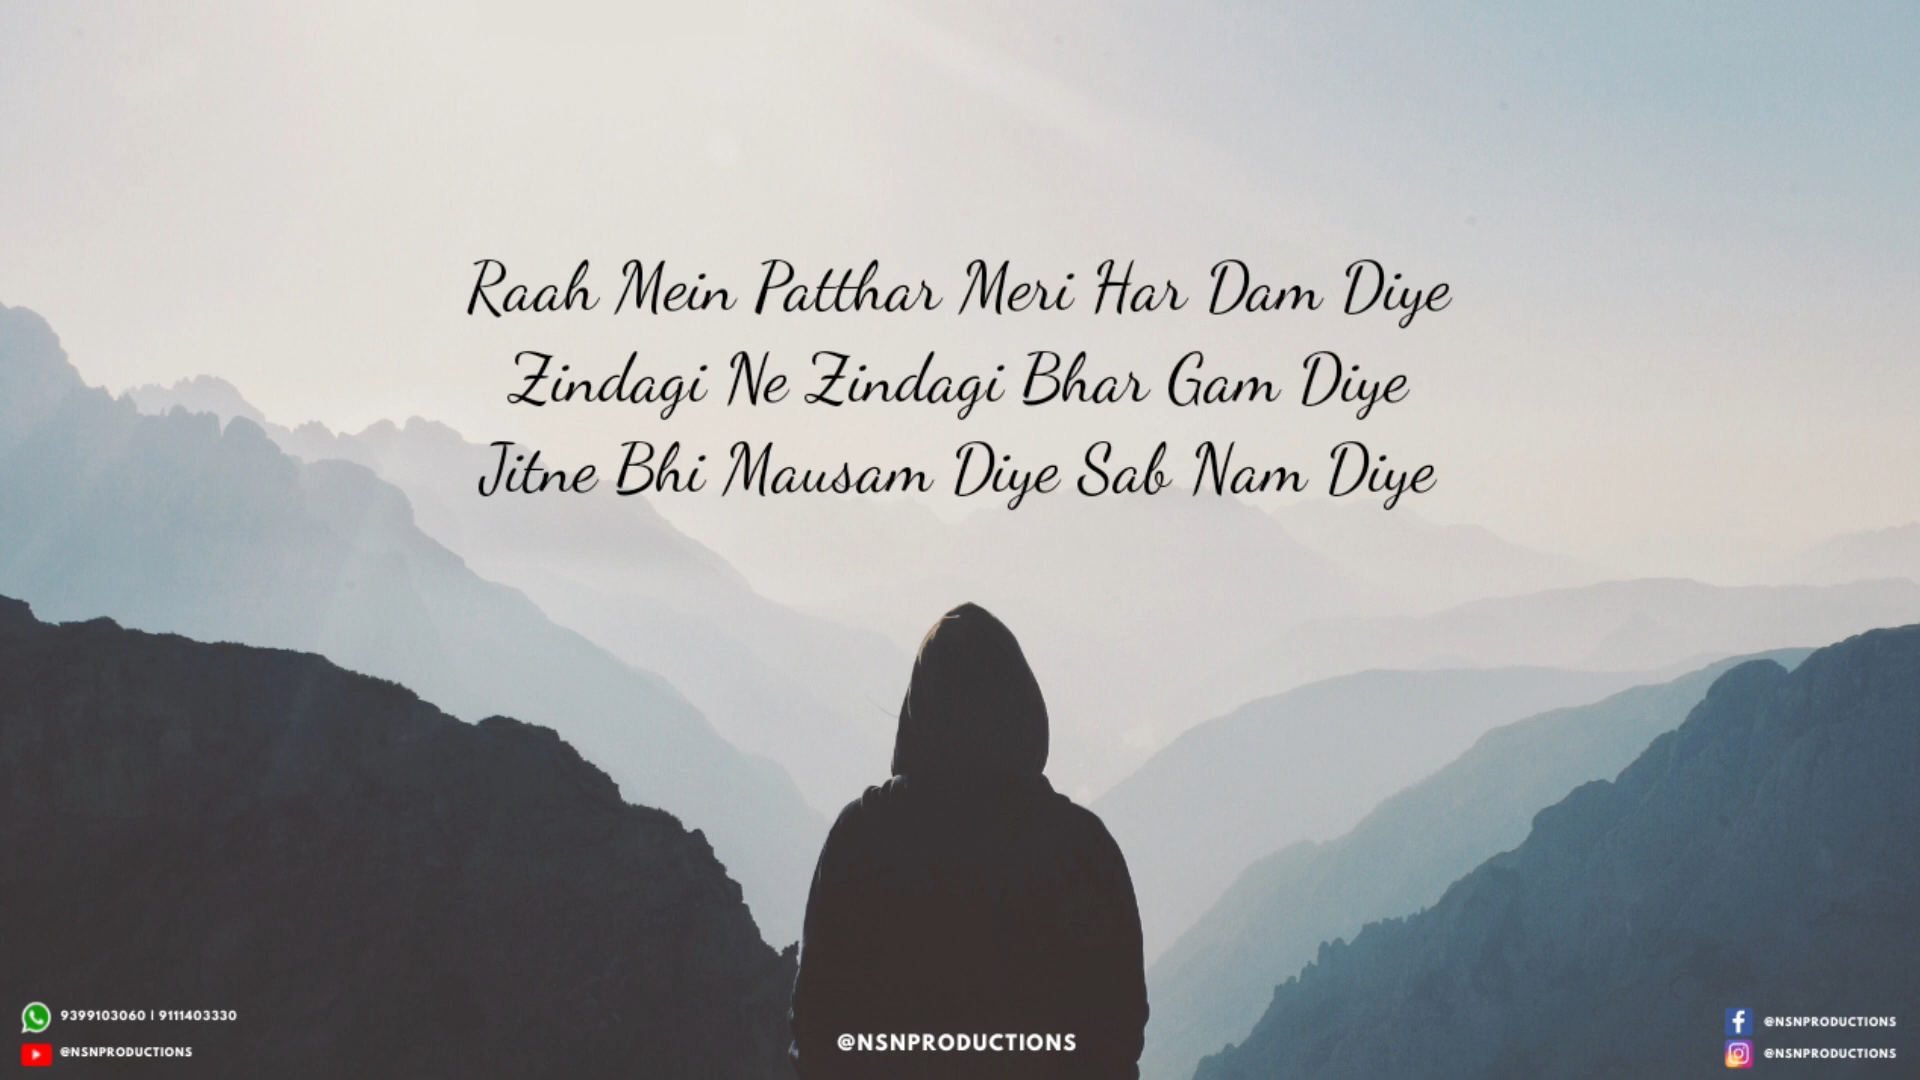 Raah Mein Patthar Meri Har Dam Diye
Zindagi Ne Zindagi Bhar Gam Diye
Jitne Bhi Mausam Diye Sab Nam Diye
9399103060 | 9111403330
@NSNPRODUCTIONS
@NSNPRODUCTIONS
@NSNPRODUCTIONS
@NSNPRODUCTIONS